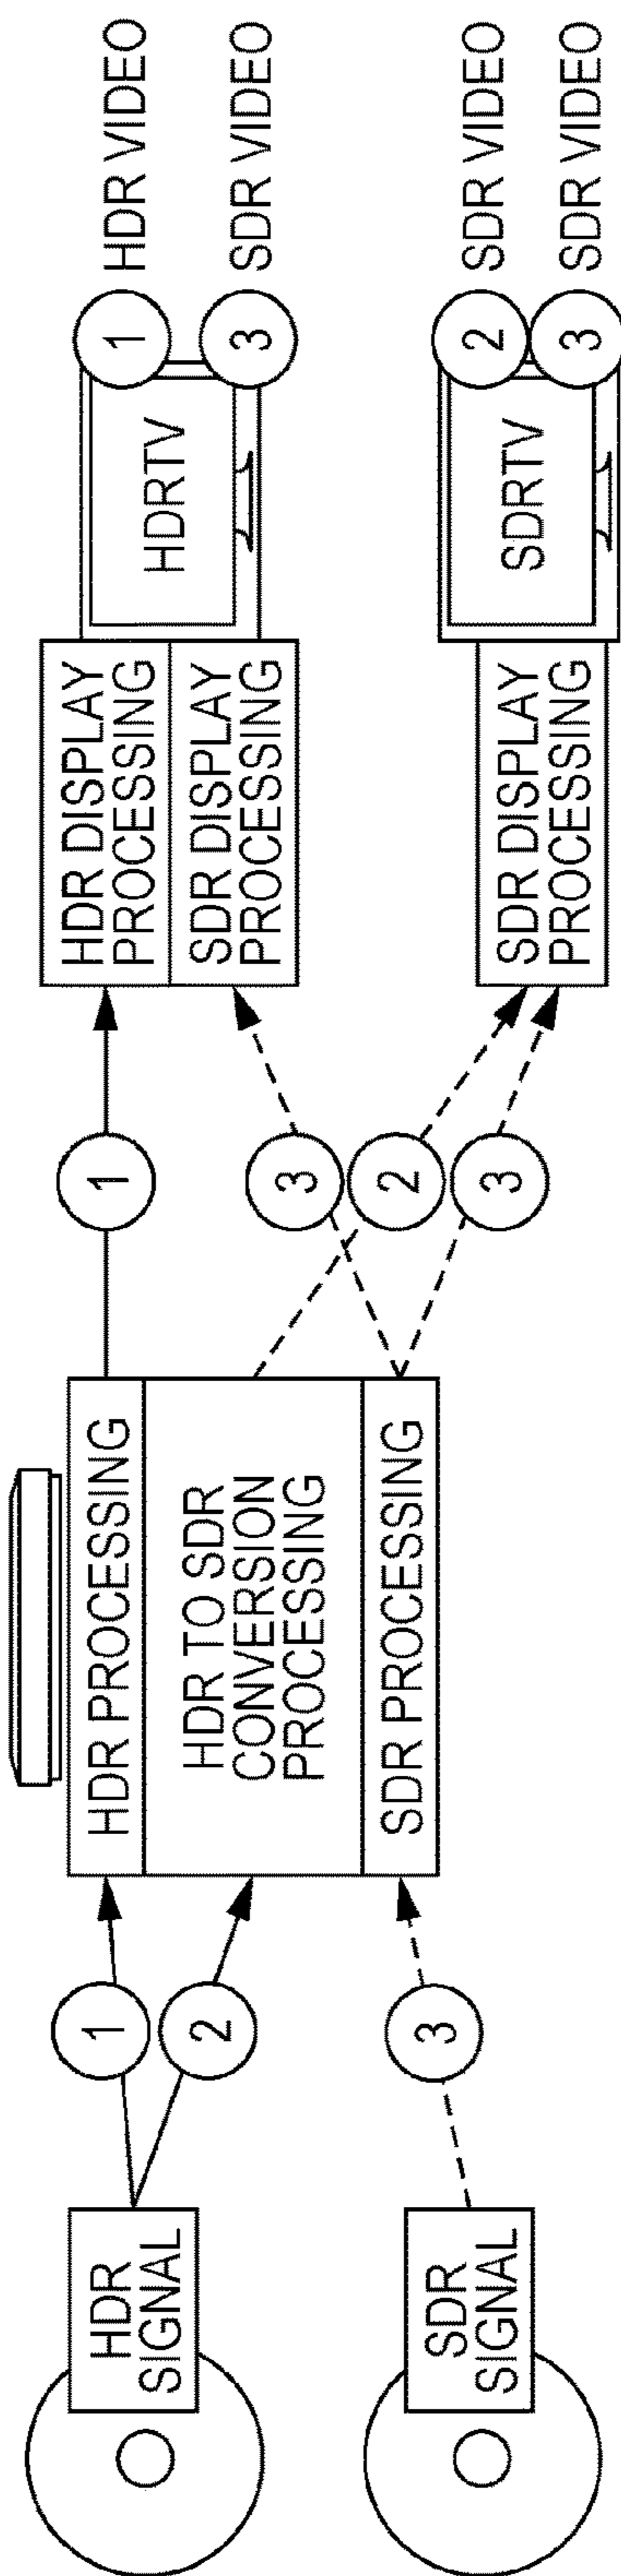 HDR
SIGNAL
1
2
HDR PROCESSING
HDR TO SDR
CONVERSION
PROCESSING
SDR PROCESSING
1
HDR DISPLAY
PROCESSING
SDR DISPLAY
PROCESSING
HDRTV
1
HDR VIDEO
3
SDR VIDEO
SDR
SIGNAL
3
3
2
3
SDR DISPLAY
PROCESSING
SDRTV
2
SDR VIDEO
3
SDR VIDEO